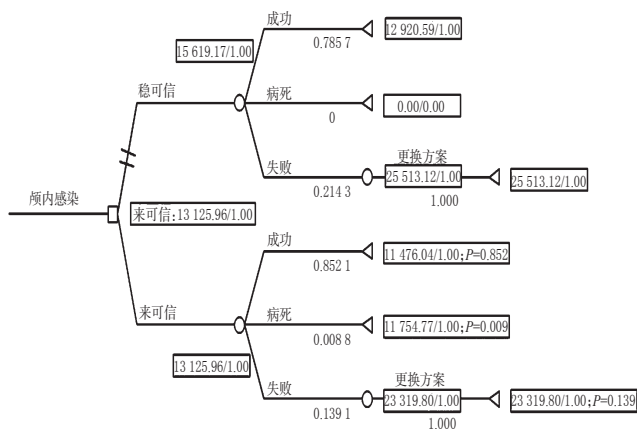 成功
0.785 7
12 920.59/1.00
15 619.17/1.00
稳可信
病死
0
0.00/0.00
失败
0.214 3
更换方案
25 513.12/1.00
1.000
25 513.12/1.00
颅内感染
来可信:13 125.96/1.00
成功
0.852 1
11 476.04/1.00;P=0.852
来可信
病死
0.008 8
11 754.77/1.00;P=0.009
13 125.96/1.00
失败
0.139 1
更换方案
23 319.80/1.00
1.000
23 319.80/1.00;P=0.139